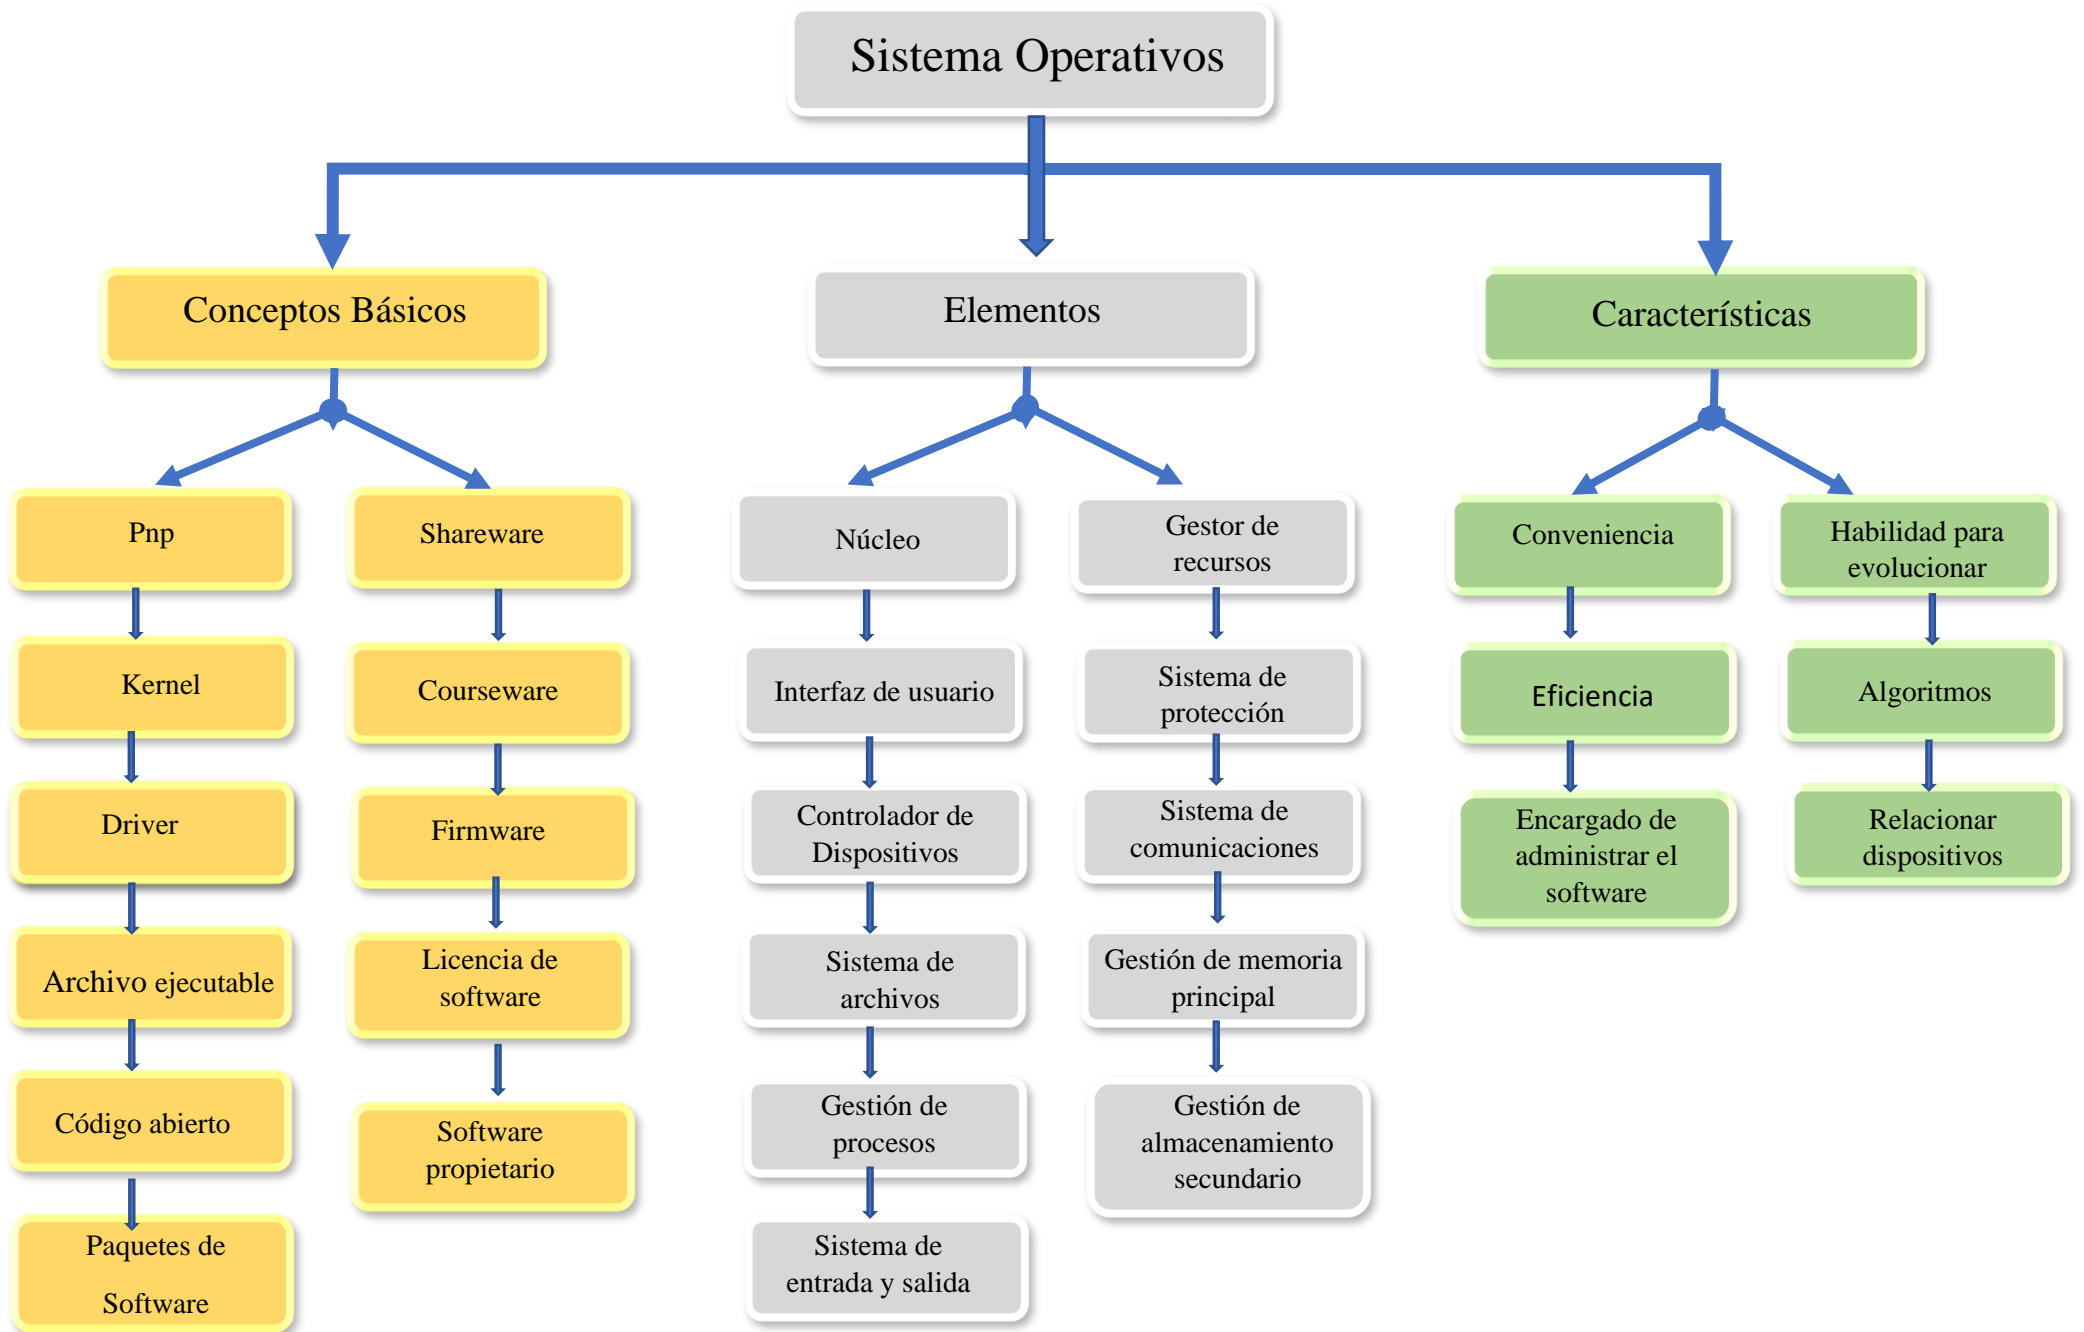 Sistema Operativos
Conceptos Básicos
Elementos
Características
Pnp
Kernel
Driver
Archivo ejecutable
Código abierto
Paquetes de
Software
Shareware
Courseware
Firmware
Licencia de
software
Software
propietario
Núcleo
Interfaz de usuario
Controlador de
Dispositivos
Sistema de
archivos
Gestión de
procesos
Sistema de
entrada y salida
Gestor de
recursos
Sistema de
protección
Sistema de
comunicaciones
Gestión de memoria
principal
Gestión de
almacenamiento
secundario
Conveniencia
Eficiencia
Encargado de
administrar el
software
Habilidad para
evolucionar
Algoritmos
Relacionar
dispositivos